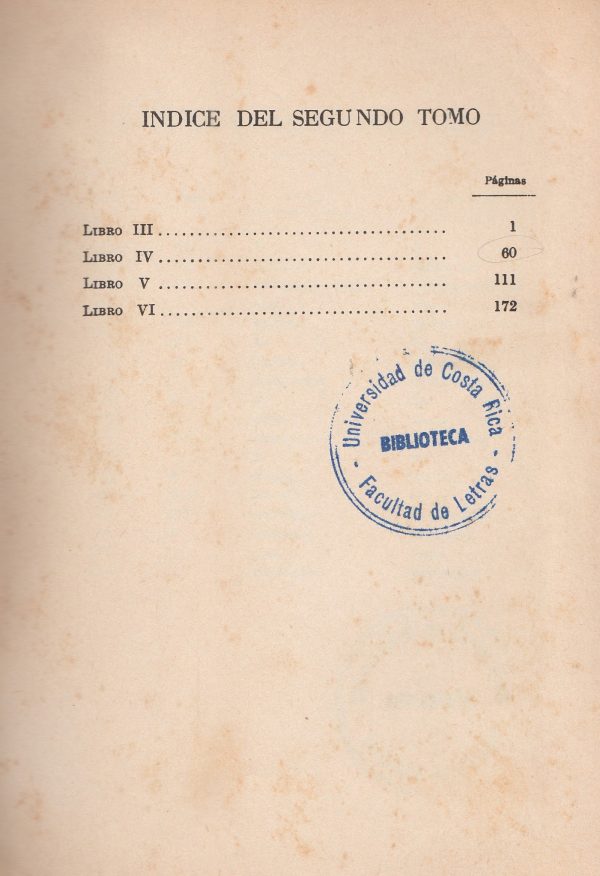 INDICE DEL SEGUNDO TOMO
Páginas
LIBRO III..................................... 1
LIBRO IV..................................... 60
LIBRO V ..................................... 111
LIBRO VI..................................... 172
Universidad de Costa Rica
BIBLIOTECA
- Facultad de Letras -